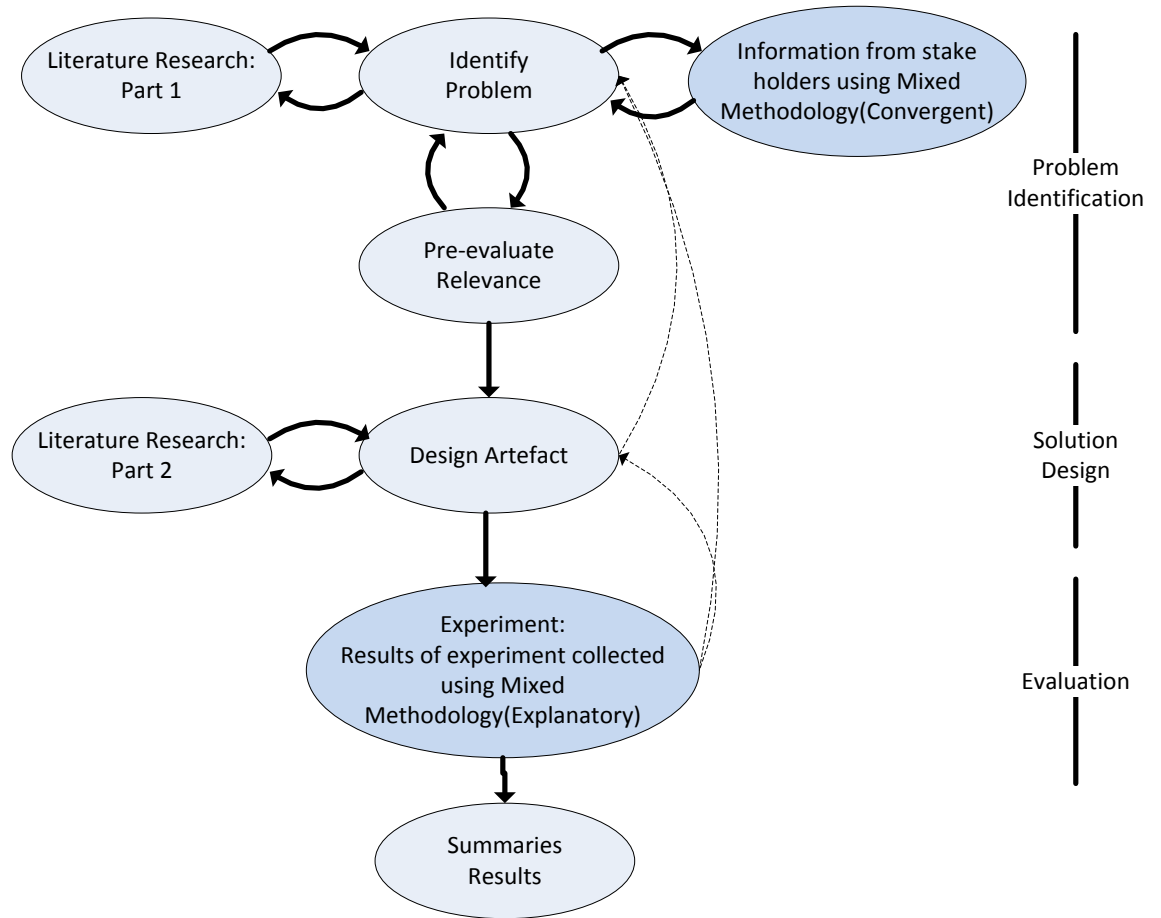 Literature Research:
Part 1
Identify
Problem
Information from stake
holders using Mixed
Methodology(Convergent)
Problem
Identification
Pre-evaluate
Relevance
Literature Research:
Part 2
Design Artefact
Solution
Design
Experiment:
Results of experiment collected
using Mixed
Methodology(Explanatory)
Evaluation
Summaries
Results